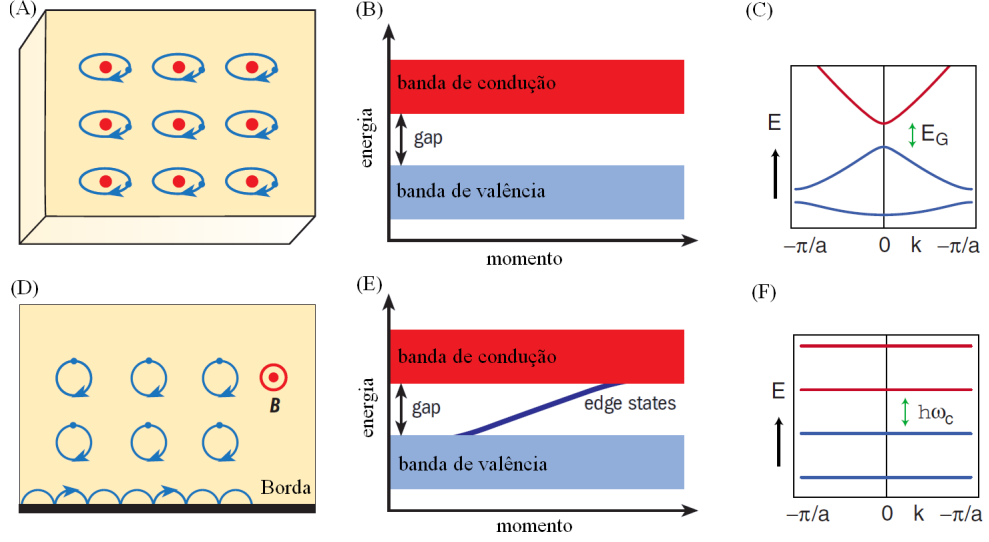 (A)
(B)
banda de condução
energia
gap
banda de valência
momento
(C)
E
E_G
−π/a 0 k −π/a
(D)
B
Borda
(E)
banda de condução
energia
gap
edge states
banda de valência
momento
(F)
E
hω_c
−π/a 0 k −π/a